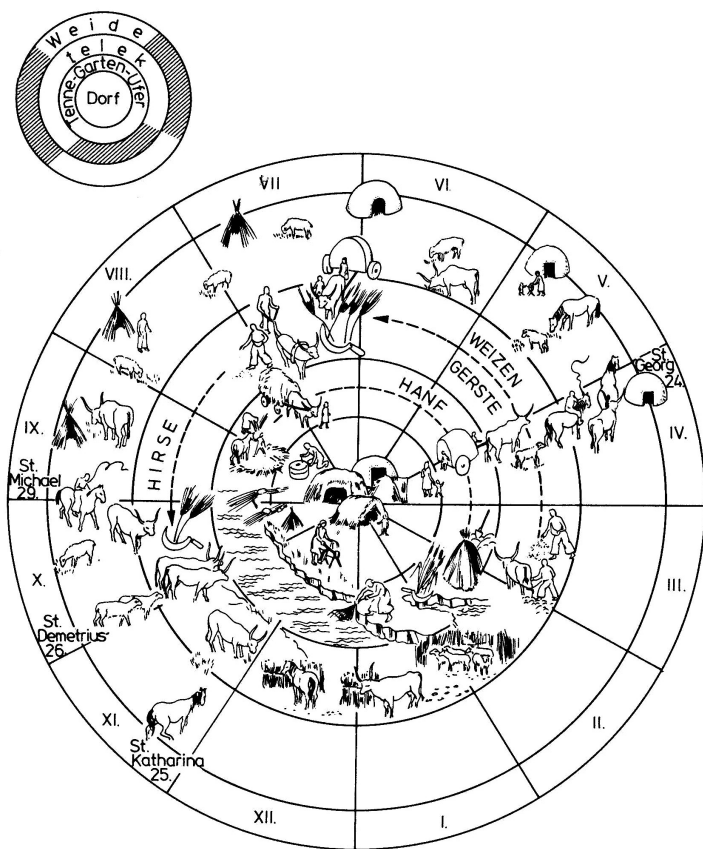 Weide
telek
Tenne-Garten-Ufer
Dorf
VII
VI.
VIII.
V.
St.
Georg
24.
WEIZEN
GERSTE
HANF
HIRSE
IX.
St.
Michael
29.
IV.
X.
III.
St.
Demetrius
26.
XI.
St.
Katharina
25.
II.
XII.
I.